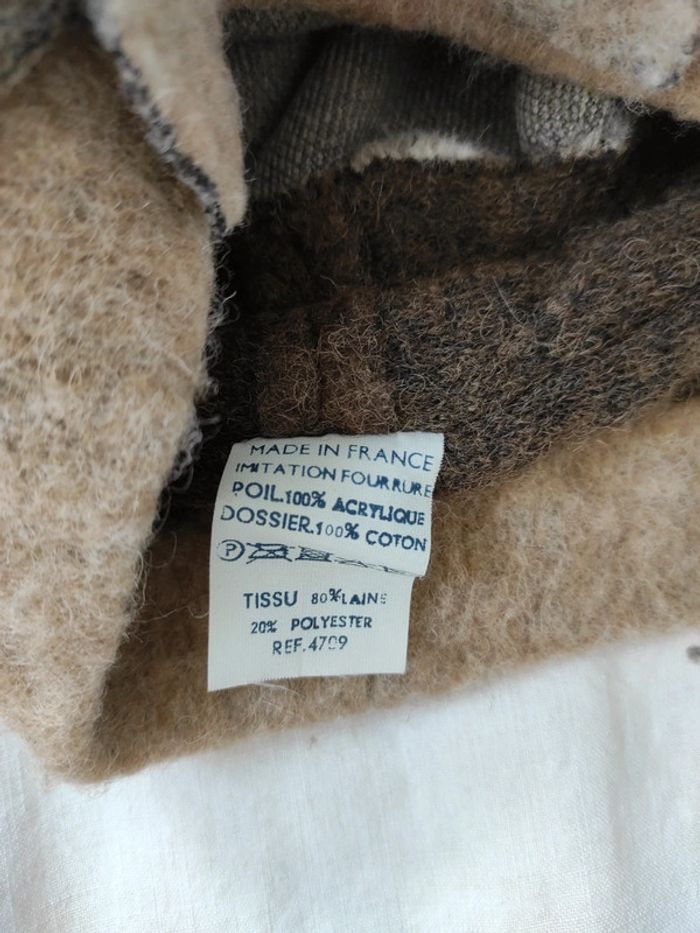 MADE IN FRANCE
IMITATION FOURRURE
POIL.100% ACRYLIQUE
DOSSIER.100% COTON
P
TISSU 80% LAINE
20% POLYESTER
REF.4709